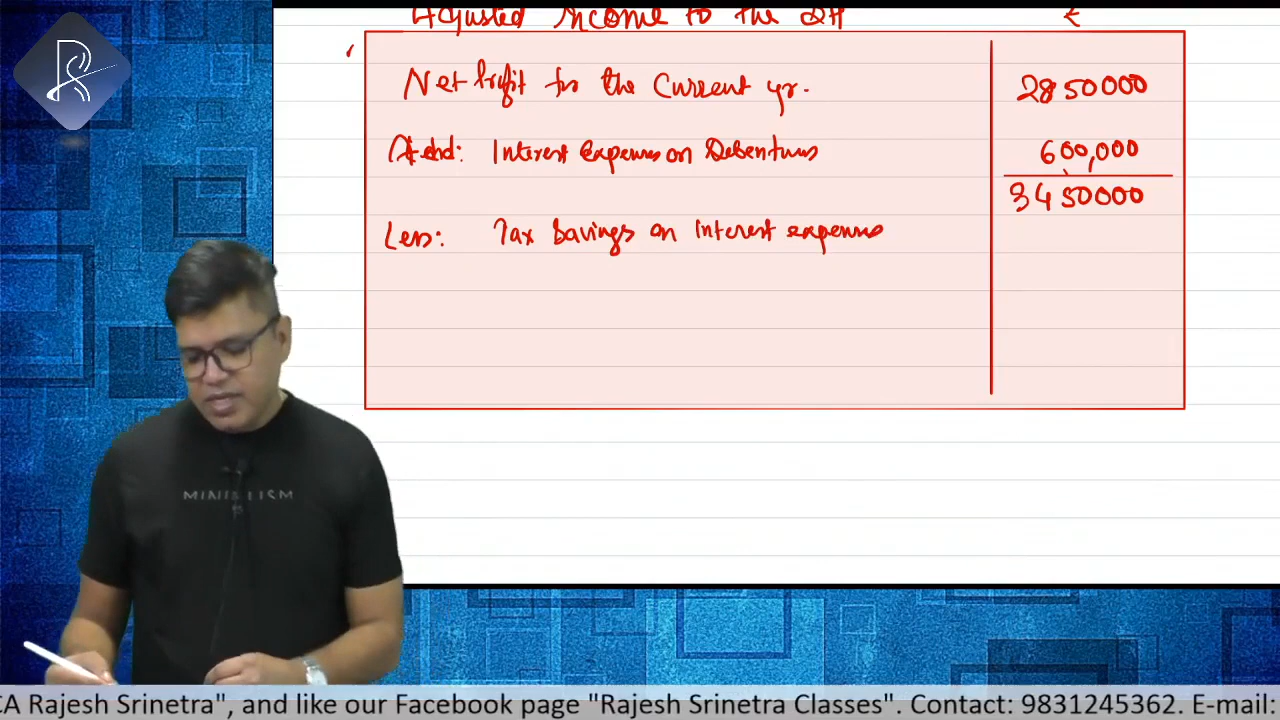 Adjusted Income to the
₹
Net Profit for the Current yr. 2850000
Add: Interest Expenses on Debentures 600,000
3450000
Less: Tax Savings on Interest expenses
MINIMALISM
CA Rajesh Srinetra", and like our Facebook page "Rajesh Srinetra Classes". Contact: 9831245362. E-mail: